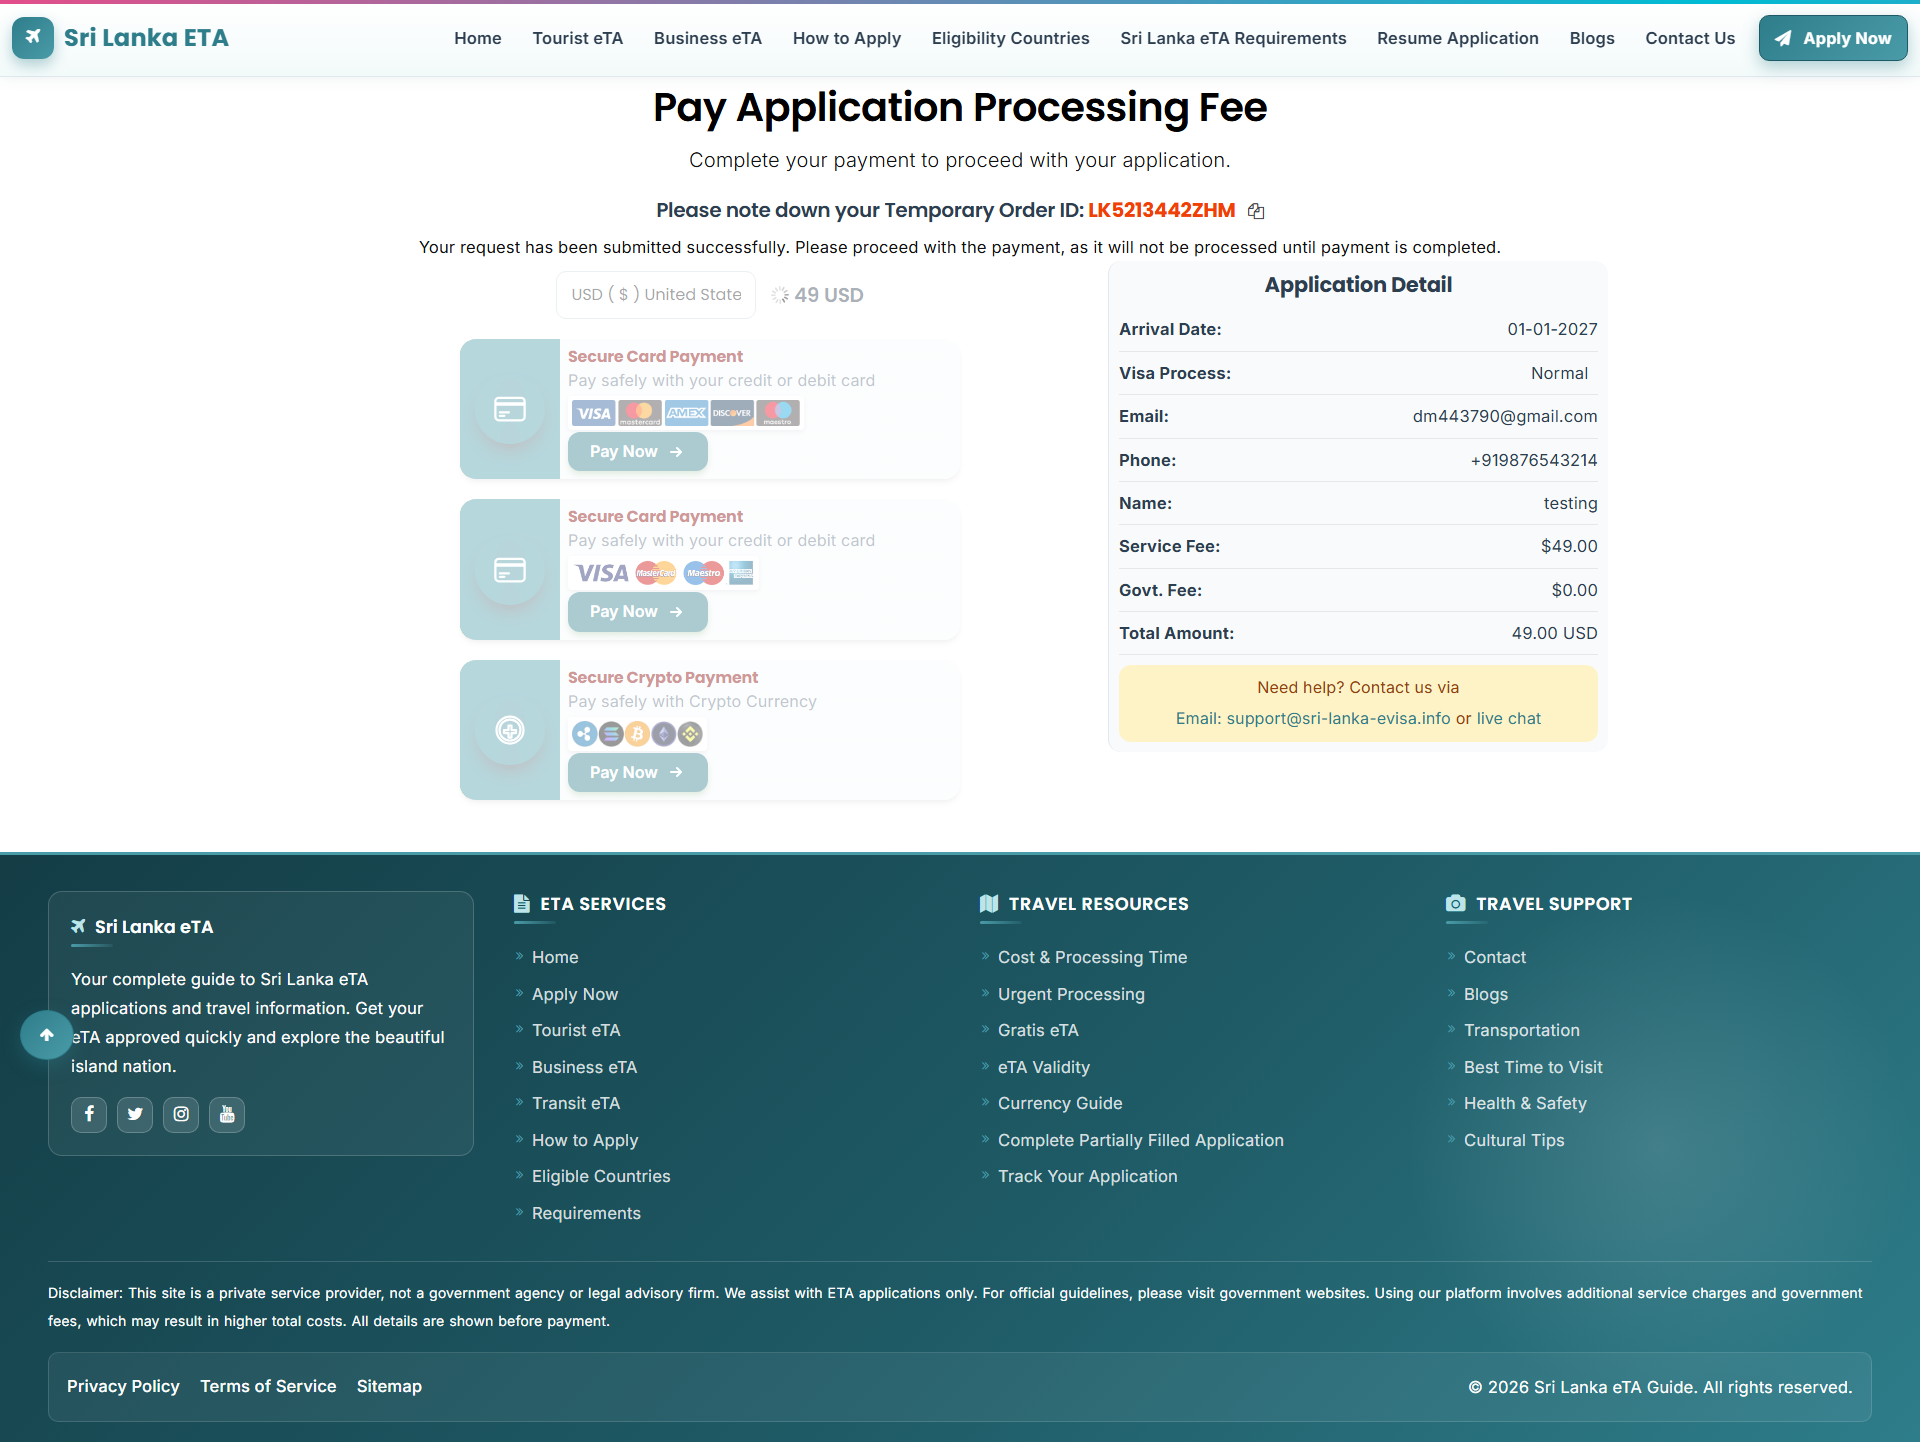 Sri Lanka ETA
Home
Tourist eTA
Business eTA
How to Apply
Eligibility Countries
Sri Lanka eTA Requirements
Resume Application
Blogs
Contact Us
Apply Now
Pay Application Processing Fee
Complete your payment to proceed with your application.
Please note down your Temporary Order ID: LK5213442ZHM
Your request has been submitted successfully. Please proceed with the payment, as it will not be processed until payment is completed.
USD ( $ ) United State
49 USD
Secure Card Payment
Pay safely with your credit or debit card
VISA mastercard AMEX DISCOVER maestro
Pay Now
Secure Card Payment
Pay safely with your credit or debit card
VISA MasterCard Maestro
Pay Now
Secure Crypto Payment
Pay safely with Crypto Currency
Pay Now
Application Detail
Arrival Date: 01-01-2027
Visa Process: Normal
Email: dm443790@gmail.com
Phone: +919876543214
Name: testing
Service Fee: $49.00
Govt. Fee: $0.00
Total Amount: 49.00 USD
Need help? Contact us via
Email: support@sri-lanka-evisa.info or live chat
Sri Lanka eTA
Your complete guide to Sri Lanka eTA
applications and travel information. Get your
eTA approved quickly and explore the beautiful
island nation.
ETA SERVICES
Home
Apply Now
Tourist eTA
Business eTA
Transit eTA
How to Apply
Eligible Countries
Requirements
TRAVEL RESOURCES
Cost & Processing Time
Urgent Processing
Gratis eTA
eTA Validity
Currency Guide
Complete Partially Filled Application
Track Your Application
TRAVEL SUPPORT
Contact
Blogs
Transportation
Best Time to Visit
Health & Safety
Cultural Tips
Disclaimer: This site is a private service provider, not a government agency or legal advisory firm. We assist with ETA applications only. For official guidelines, please visit government websites. Using our platform involves additional service charges and government
fees, which may result in higher total costs. All details are shown before payment.
Privacy Policy
Terms of Service
Sitemap
© 2026 Sri Lanka eTA Guide. All rights reserved.